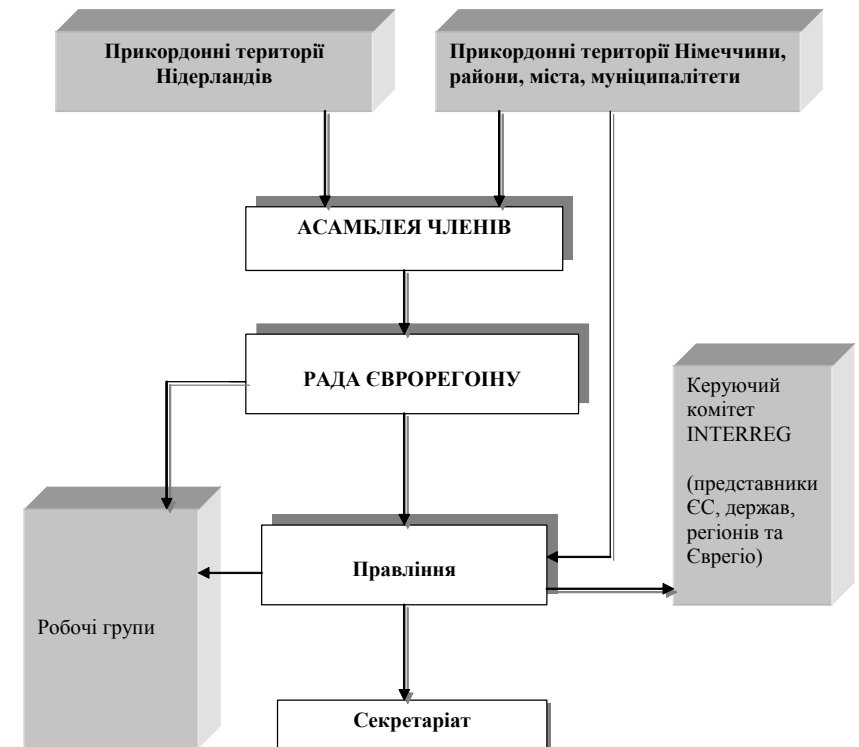 Прикордонні території
Нідерландів
Прикордонні території Німеччини,
райони, міста, муніципалітети
АСАМБЛЕЯ ЧЛЕНІВ
РАДА ЄВРОРЕГОІНУ
Керуючий
комітет
INTERREG
(представники
ЄС, держав,
регіонів та
Єврегіо)
Правління
Робочі групи
Секретаріат